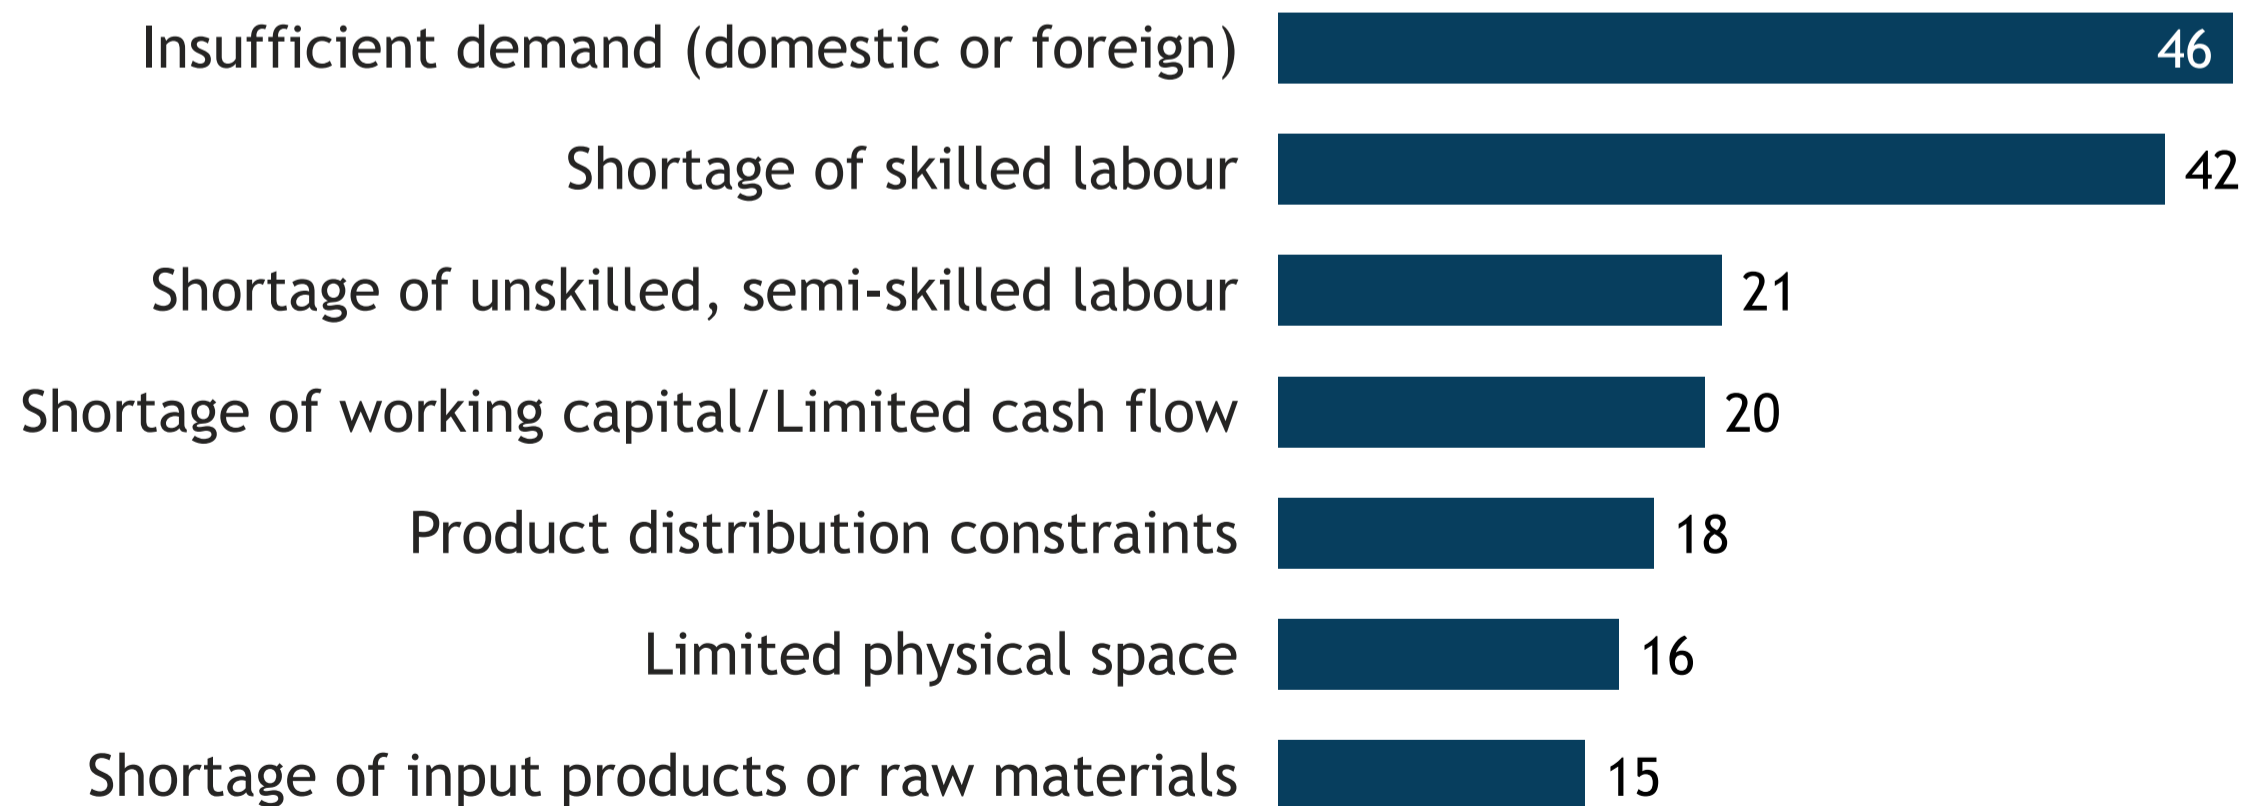 Insufficient demand (domestic or foreign) 46
Shortage of skilled labour 42
Shortage of unskilled, semi-skilled labour 21
Shortage of working capital/Limited cash flow 20
Product distribution constraints 18
Limited physical space 16
Shortage of input products or raw materials 15